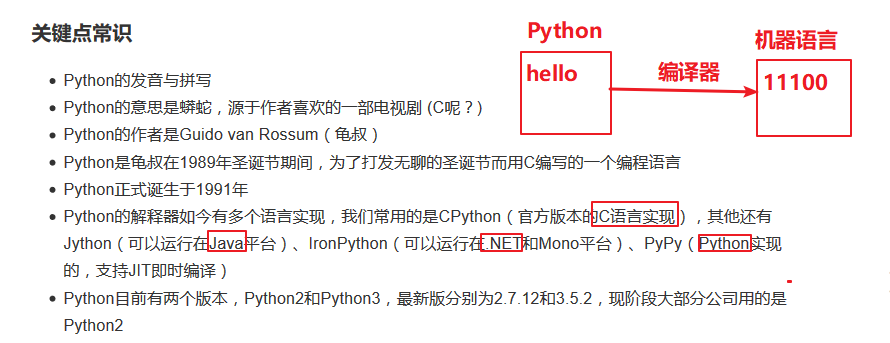 关键点常识
Python
机器语言
hello
编译器
11100
Python的发音与拼写
Python的意思是蟒蛇，源于作者喜欢的一部电视剧 (C呢？)
Python的作者是Guido van Rossum（龟叔）
Python是龟叔在1989年圣诞节期间，为了打发无聊的圣诞节而用C编写的一个编程语言
Python正式诞生于1991年
Python的解释器如今有多个语言实现，我们常用的是CPython（官方版本的C语言实现），其他还有
Jython（可以运行在Java平台）、IronPython（可以运行在.NET和Mono平台）、PyPy（Python实现
的，支持JIT即时编译）
Python目前有两个版本，Python2和Python3，最新版分别为2.7.12和3.5.2，现阶段大部分公司用的是
Python2